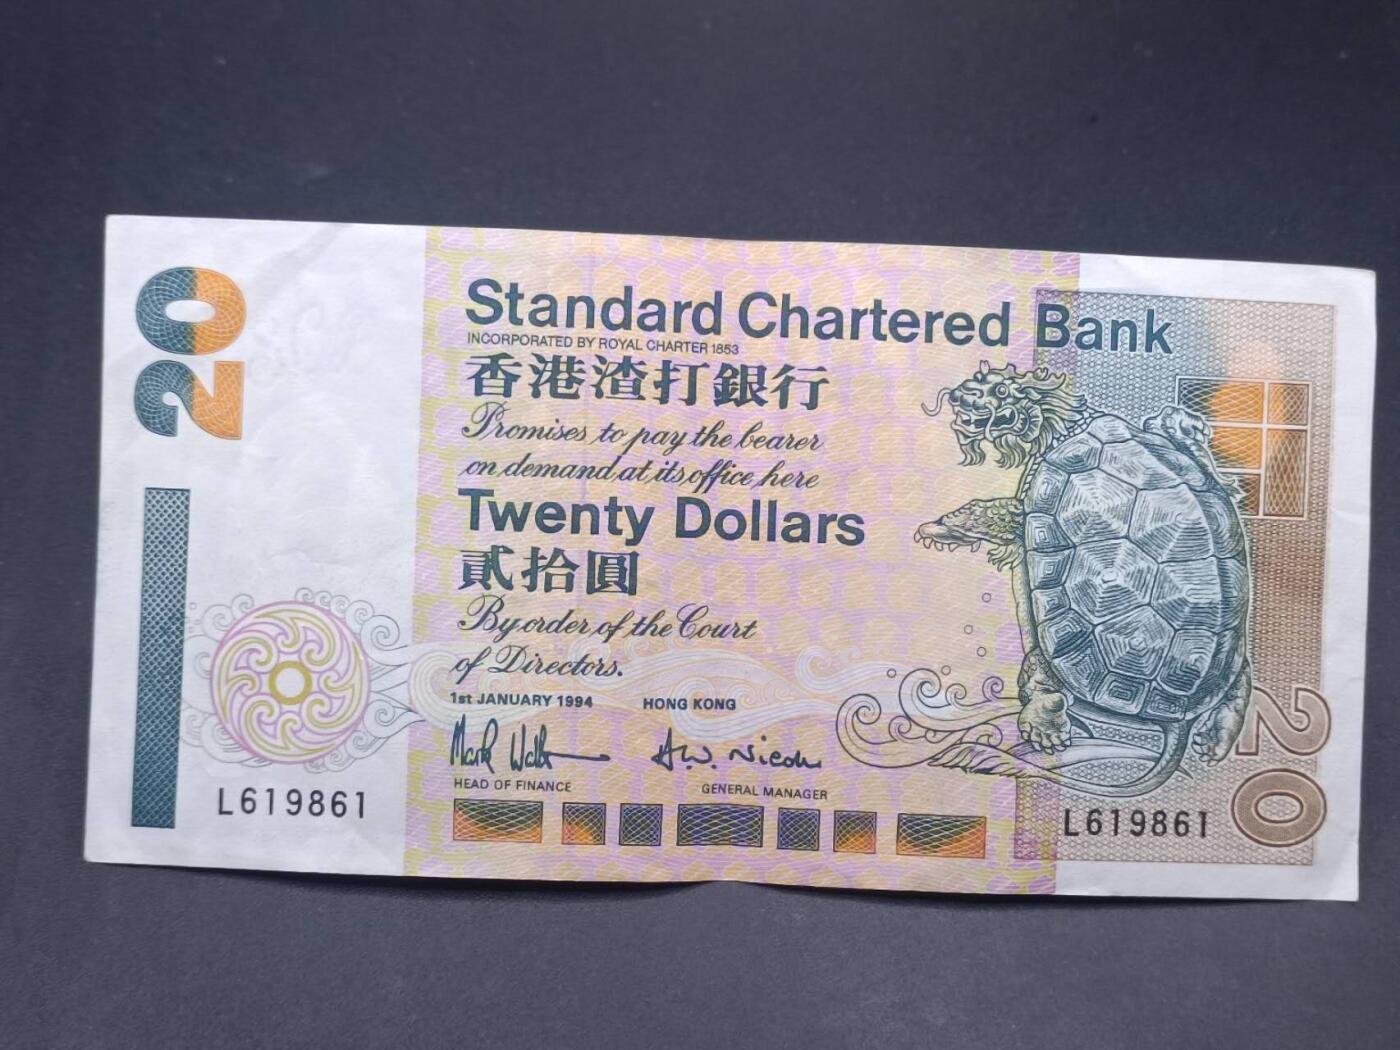 20
Standard Chartered Bank
INCORPORATED BY ROYAL CHARTER 1853
香港渣打銀行
Promises to pay the bearer
on demand at its office here
Twenty Dollars
貳拾圓
By order of the Court
of Directors.
1st JANUARY 1994 HONG KONG
HEAD OF FINANCE GENERAL MANAGER
L619861
L619861
20